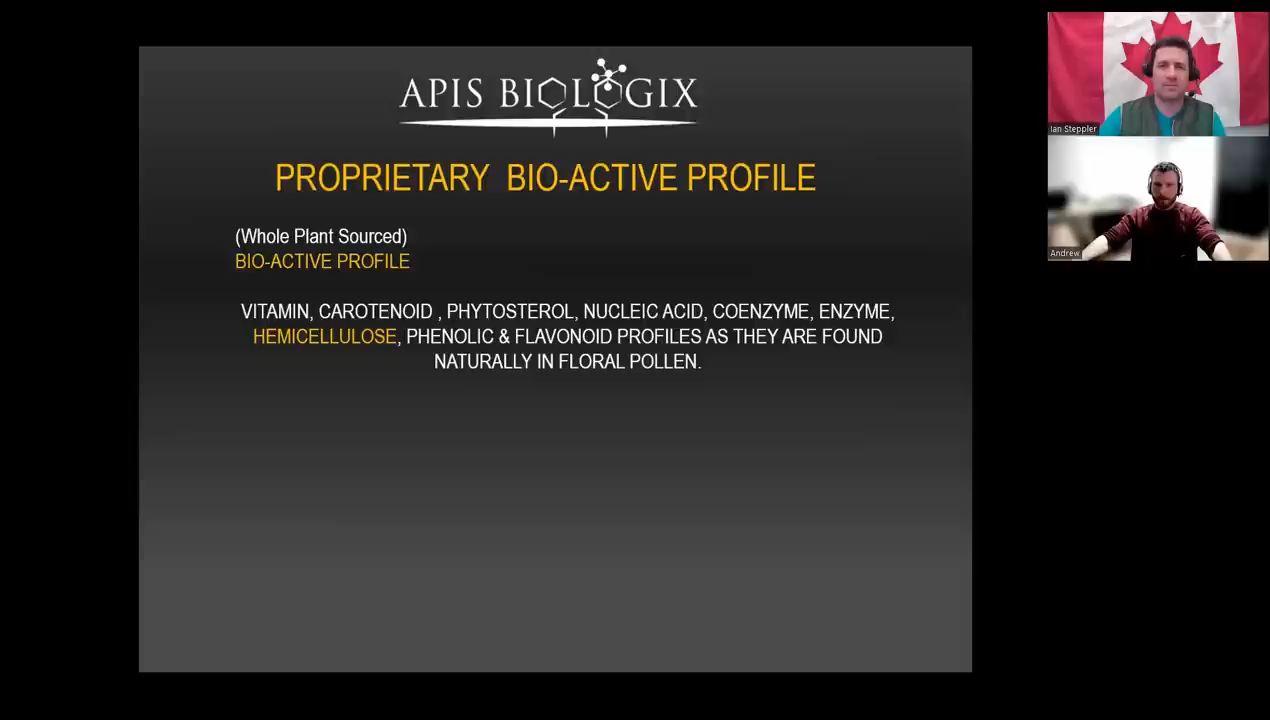 APIS BIOLOGIX
PROPRIETARY BIO-ACTIVE PROFILE
(Whole Plant Sourced)
BIO-ACTIVE PROFILE
VITAMIN, CAROTENOID , PHYTOSTEROL, NUCLEIC ACID, COENZYME, ENZYME,
HEMICELLULOSE, PHENOLIC & FLAVONOID PROFILES AS THEY ARE FOUND
NATURALLY IN FLORAL POLLEN.
Ian Steppler
Andrew